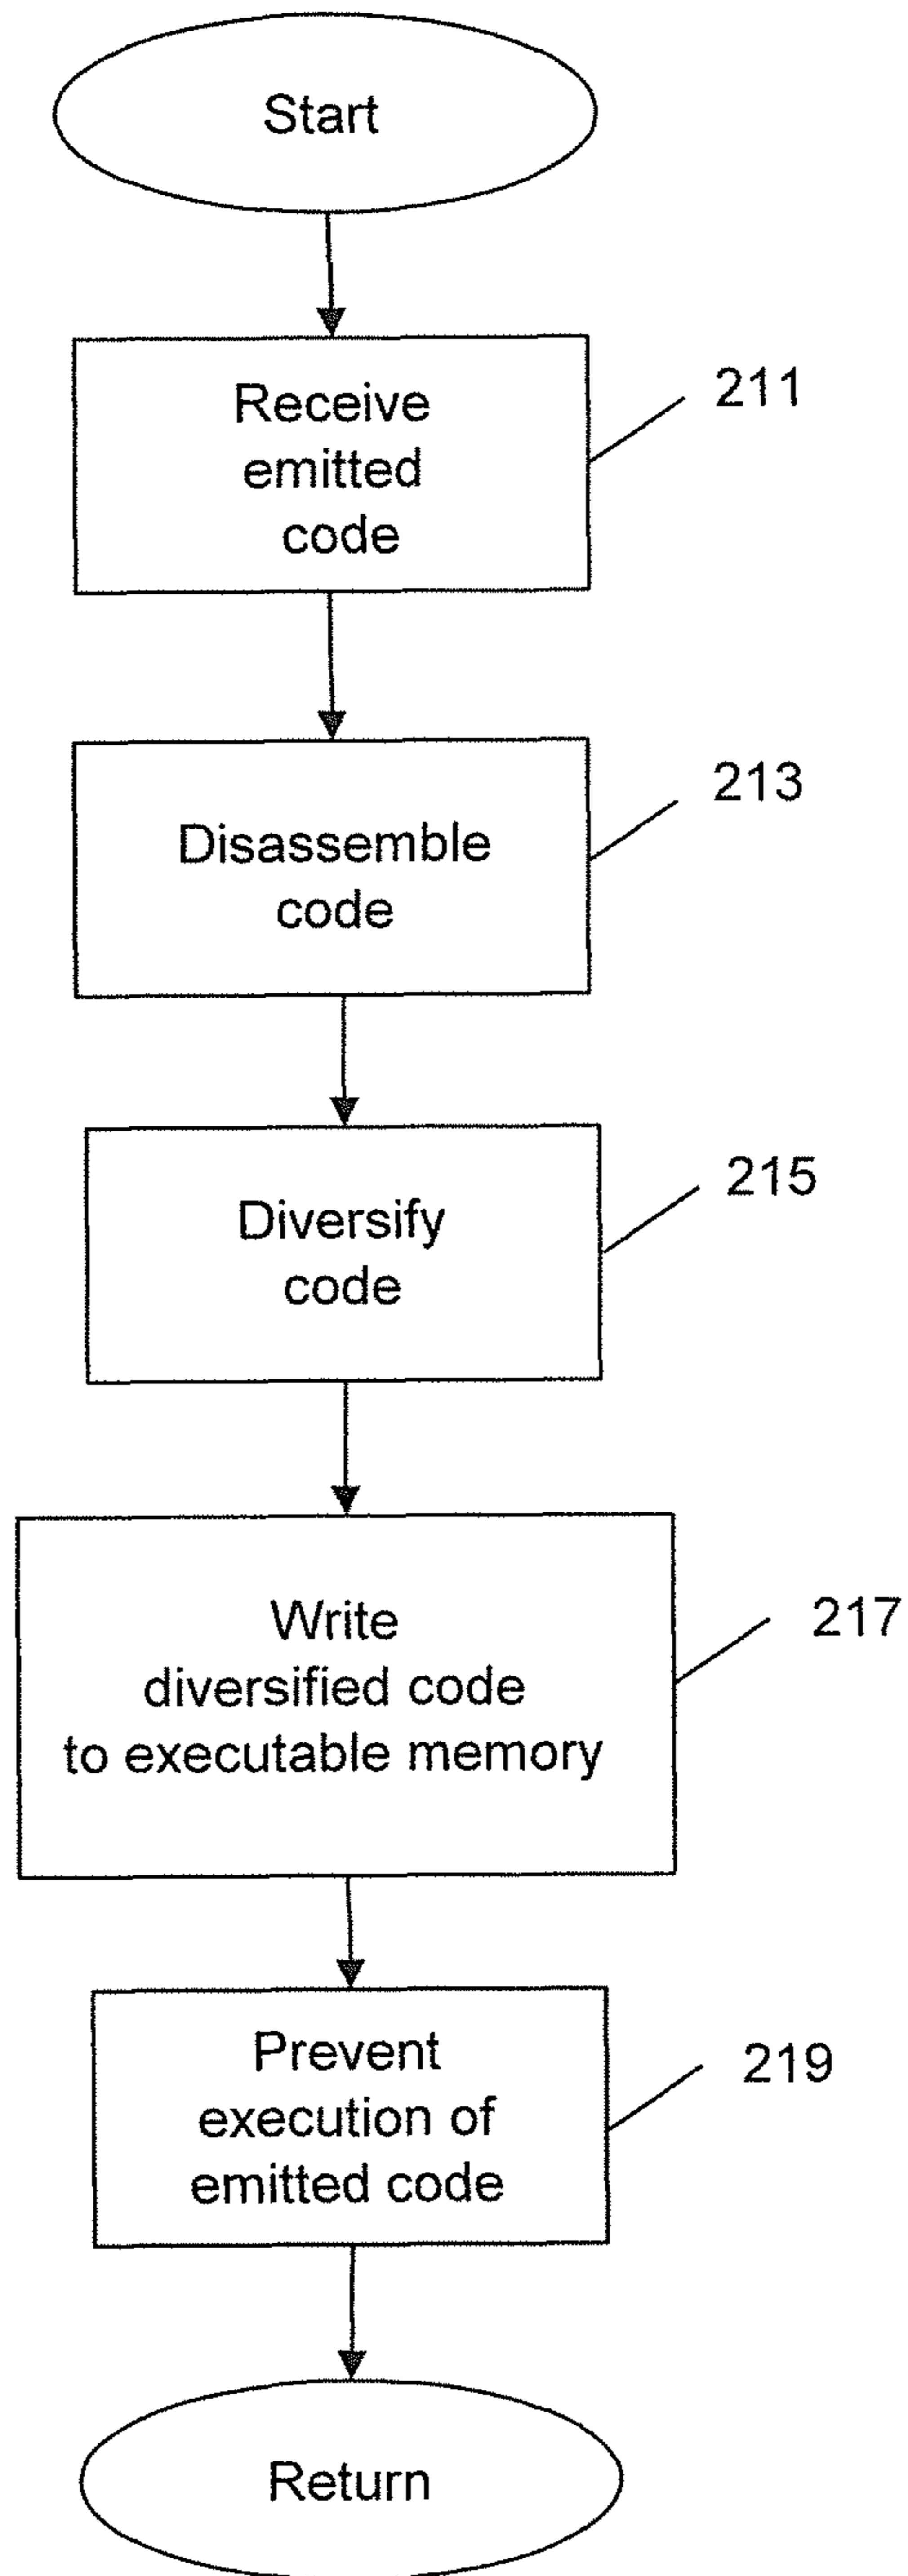 Start
Receive
emitted
code
211
Disassemble
code
213
Diversify
code
215
Write
diversified code
to executable memory
217
Prevent
execution of
emitted code
219
Return